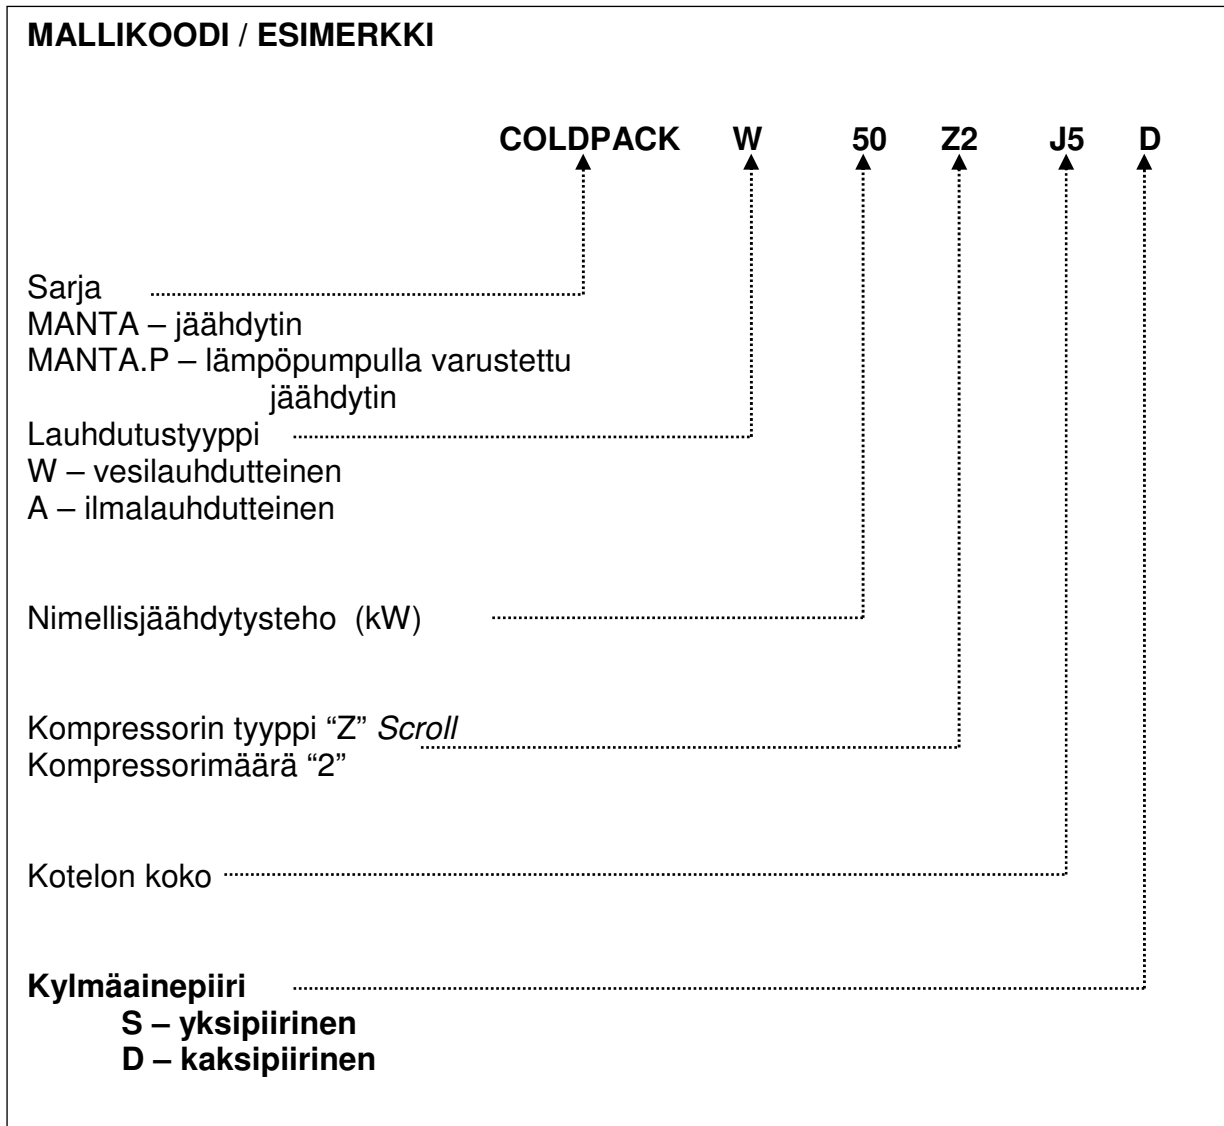 MALLIKOODI / ESIMERKKI
COLDPACK W 50 Z2 J5 D
Sarja
MANTA – jäähdytin
MANTA.P – lämpöpumpulla varustettu
jäähdytin
Lauhdutustyyppi
W – vesilauhdutteinen
A – ilmalauhdutteinen
Nimellisjäähdytysteho (kW)
Kompressorin tyyppi “Z” Scroll
Kompressorimäärä “2”
Kotelon koko
Kylmäainepiiri
S – yksipiirinen
D – kaksipiirinen